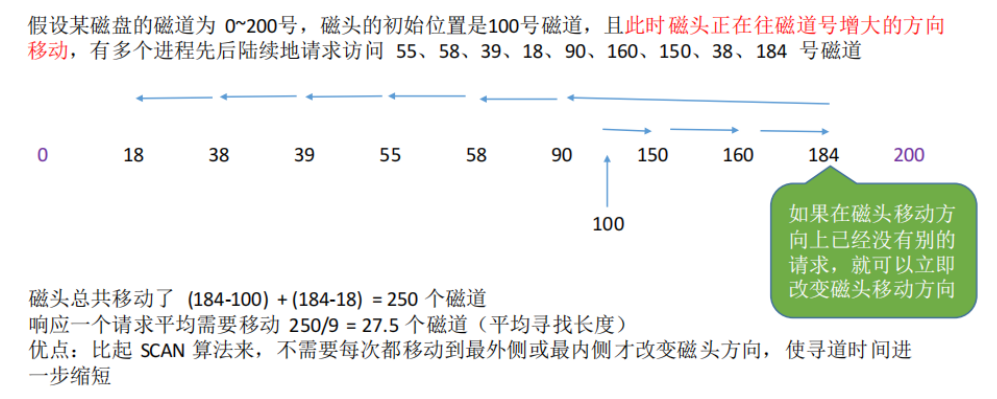 假设某磁盘的磁道为 0~200号，磁头的初始位置是100号磁道，且此时磁头正在往磁道号增大的方向
移动，有多个进程先后陆续地请求访问 55、58、39、18、90、160、150、38、184 号磁道
0 18 38 39 55 58 90 150 160 184 200
100
如果在磁头移动方
向上已经没有别的
请求，就可以立即
改变磁头移动方向
磁头总共移动了 (184-100) + (184-18) = 250 个磁道
响应一个请求平均需要移动 250/9 = 27.5 个磁道（平均寻找长度）
优点：比起 SCAN 算法来，不需要每次都移动到最外侧或最内侧才改变磁头方向，使寻道时间进
一步缩短